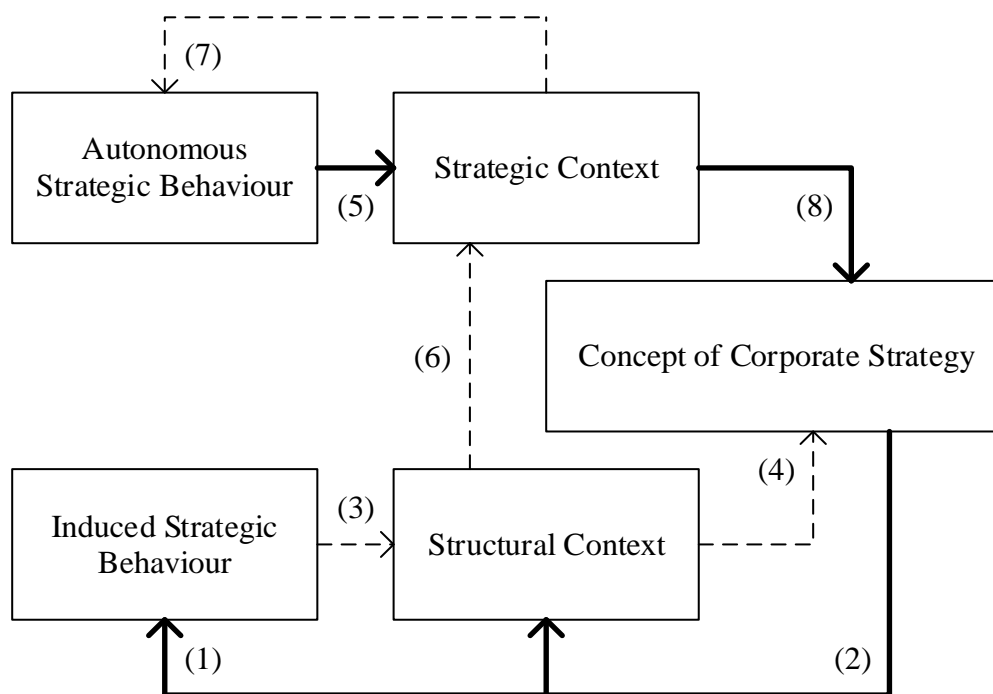 (7)
Autonomous
Strategic Behaviour
(5)
Strategic Context
(8)
Concept of Corporate Strategy
(6)
(4)
Induced Strategic
Behaviour
(3)
Structural Context
(1)
(2)